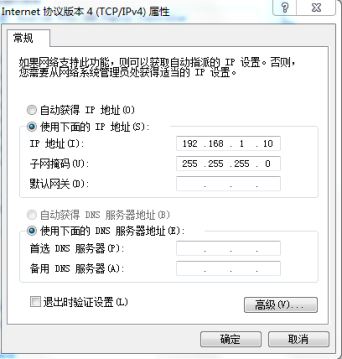 Internet 协议版本 4 (TCP/IPv4) 属性
常规
如果网络支持此功能，则可以获取自动指派的 IP 设置。否则，
您需要从网络系统管理员处获得适当的 IP 设置。
自动获得 IP 地址(O)
使用下面的 IP 地址(S):
IP 地址(I): 192 .168 . 1 . 10
子网掩码(U): 255 .255 .255 . 0
默认网关(D): . . .
自动获得 DNS 服务器地址(B)
使用下面的 DNS 服务器地址(E):
首选 DNS 服务器(P): . . .
备用 DNS 服务器(A): . . .
退出时验证设置(L)
高级(V)...
确定 取消